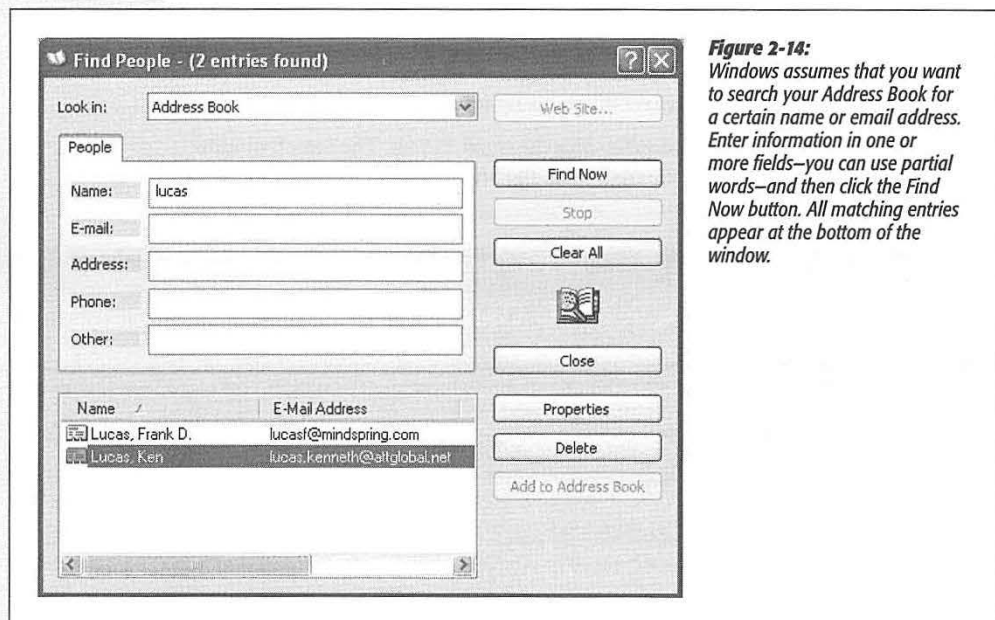 Find People - (2 entries found)
Look in: Address Book
Web Site...
People
Name: lucas
Find Now
E-mail:
Stop
Address:
Clear All
Phone:
Other:
Close
Name E-Mail Address
Properties
Lucas, Frank D. lucasf@mindspring.com
Delete
Lucas, Ken lucas.kenneth@attglobal.net
Add to Address Book
Figure 2-14:
Windows assumes that you want
to search your Address Book for
a certain name or email address.
Enter information in one or
more fields—you can use partial
words—and then click the Find
Now button. All matching entries
appear at the bottom of the
window.